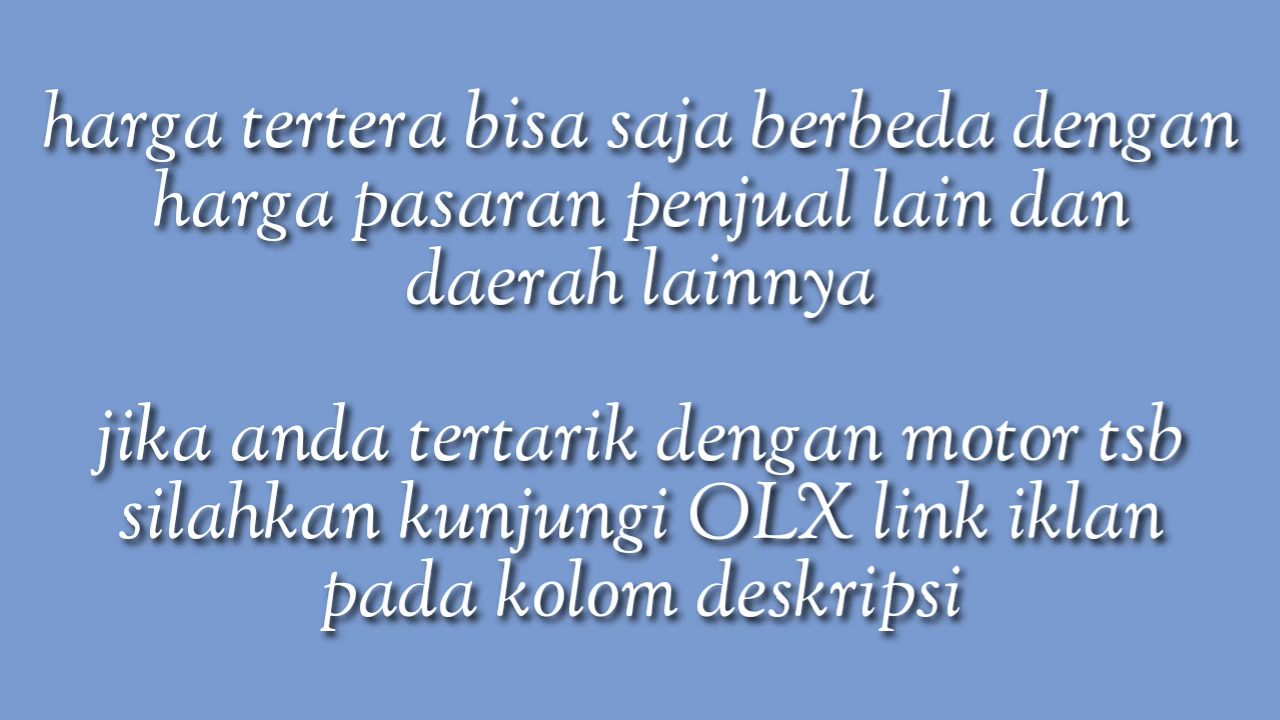 harga tertera bisa saja berbeda dengan
harga pasaran penjual lain dan
daerah lainnya
jika anda tertarik dengan motor tsb
silahkan kunjungi OLX link iklan
pada kolom deskripsi